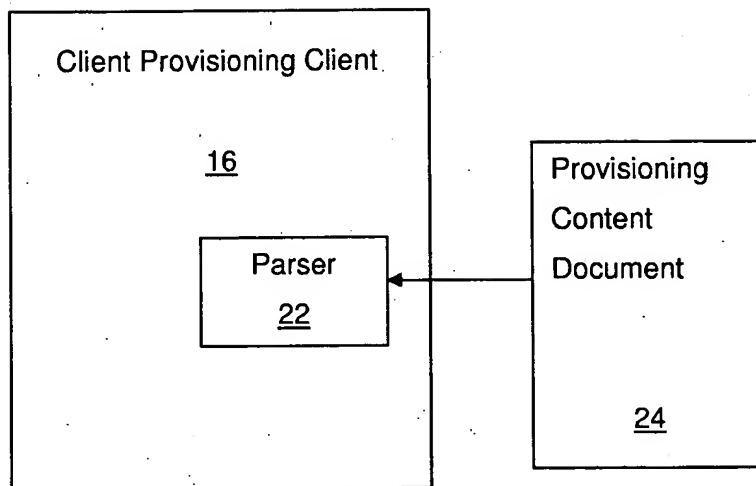 Client Provisioning Client
16
Parser
22
Provisioning
Content
Document
24